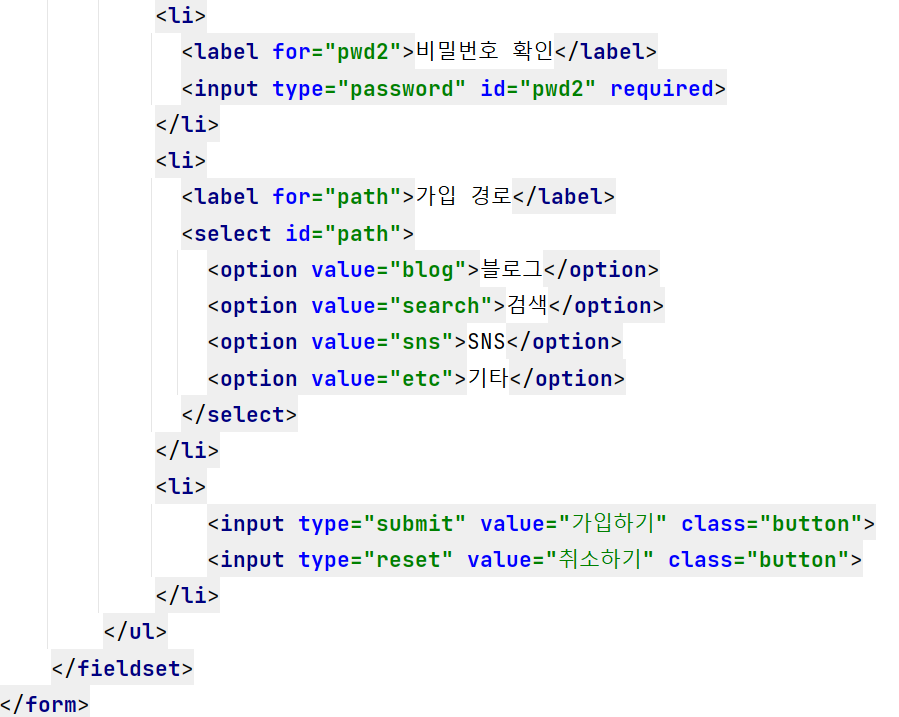 <li>
<label for="pwd2">비밀번호 확인</label>
<input type="password" id="pwd2" required>
</li>
<li>
<label for="path">가입 경로</label>
<select id="path">
<option value="blog">블로그</option>
<option value="search">검색</option>
<option value="sns">SNS</option>
<option value="etc">기타</option>
</select>
</li>
<li>
<input type="submit" value="가입하기" class="button">
<input type="reset" value="취소하기" class="button">
</li>
</ul>
</fieldset>
</form>